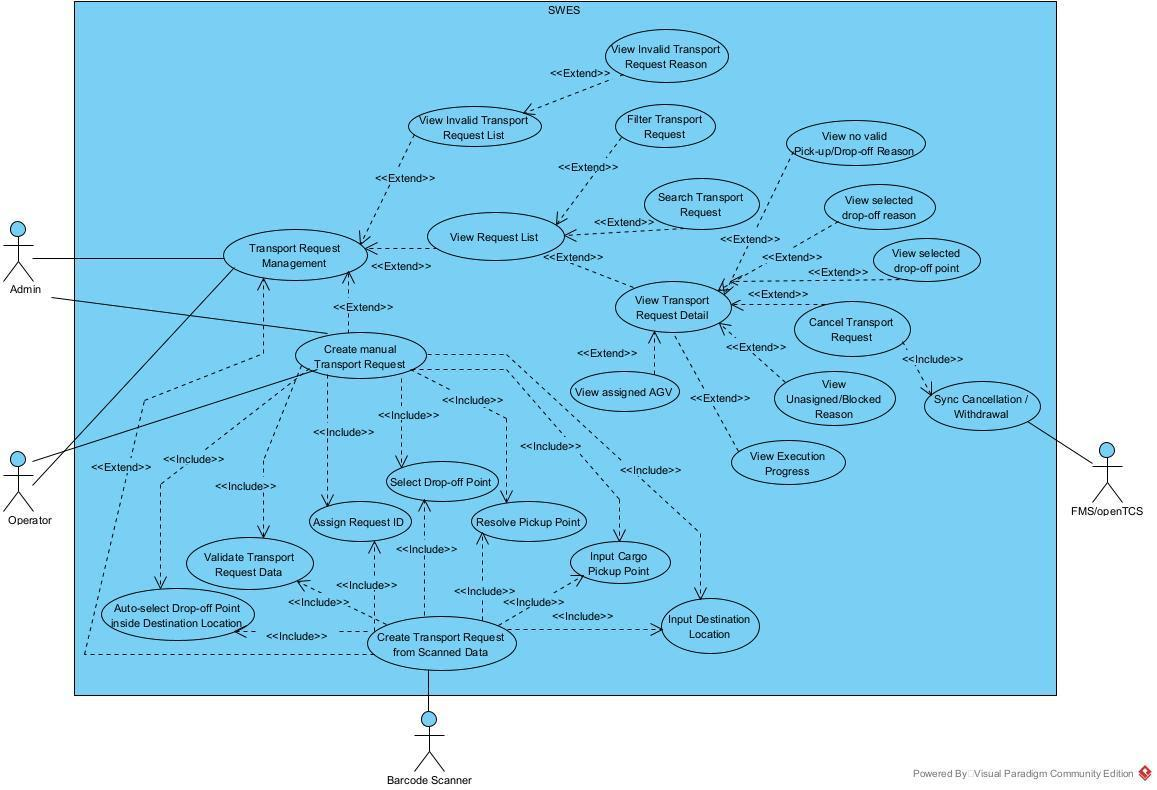 SWES
View Invalid Transport
Request Reason
<<Extend>>
View Invalid Transport
Request List
Filter Transport
Request
View no valid
Pick-up/Drop-off Reason
<<Extend>>
<<Extend>>
Search Transport
Request
View selected
drop-off reason
<<Extend>>
View Request List
<<Extend>>
Transport Request
Management
<<Extend>>
<<Extend>>
<<Extend>>
View selected
drop-off point
<<Extend>>
Admin
View Transport
Request Detail
<<Extend>>
<<Extend>>
Cancel Transport
Request
Create manual
Transport Request
<<Extend>>
<<Extend>>
<<Include>>
View assigned AGV
<<Extend>>
View
Unasigned/Blocked
Reason
Sync Cancellation /
Withdrawal
<<Include>>
<<Include>>
<<Include>>
<<Include>>
<<Extend>>
<<Include>>
<<Include>>
<<Include>>
View Execution
Progress
Select Drop-off Point
Operator
FMS/openTCS
Assign Request ID
Resolve Pickup Point
Validate Transport
Request Data
<<Include>>
Input Cargo
Pickup Point
<<Include>>
<<Include>>
<<Include>>
<<Include>>
Auto-select Drop-off Point
inside Destination Location
<<Include>>
<<Include>>
Input Destination
Location
Create Transport Request
from Scanned Data
Barcode Scanner
Powered By Visual Paradigm Community Edition